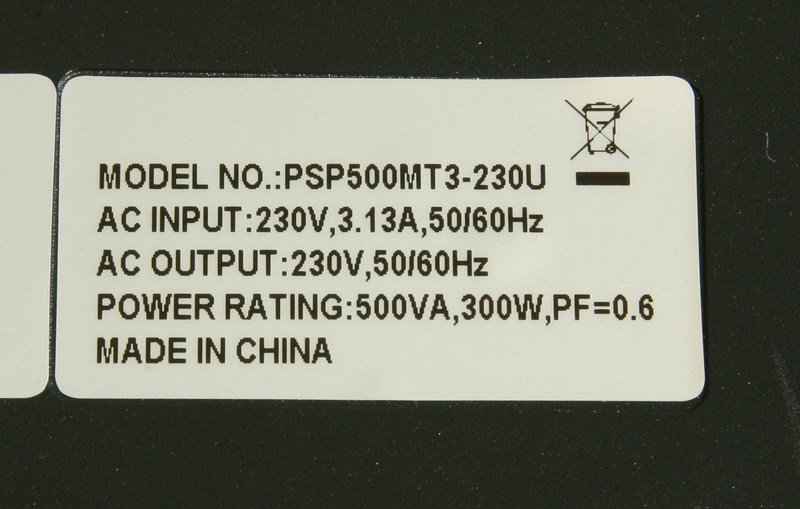 MODEL NO.:PSP500MT3-230U
AC INPUT:230V,3.13A,50/60Hz
AC OUTPUT:230V,50/60Hz
POWER RATING:500VA,300W,PF=0.6
MADE IN CHINA